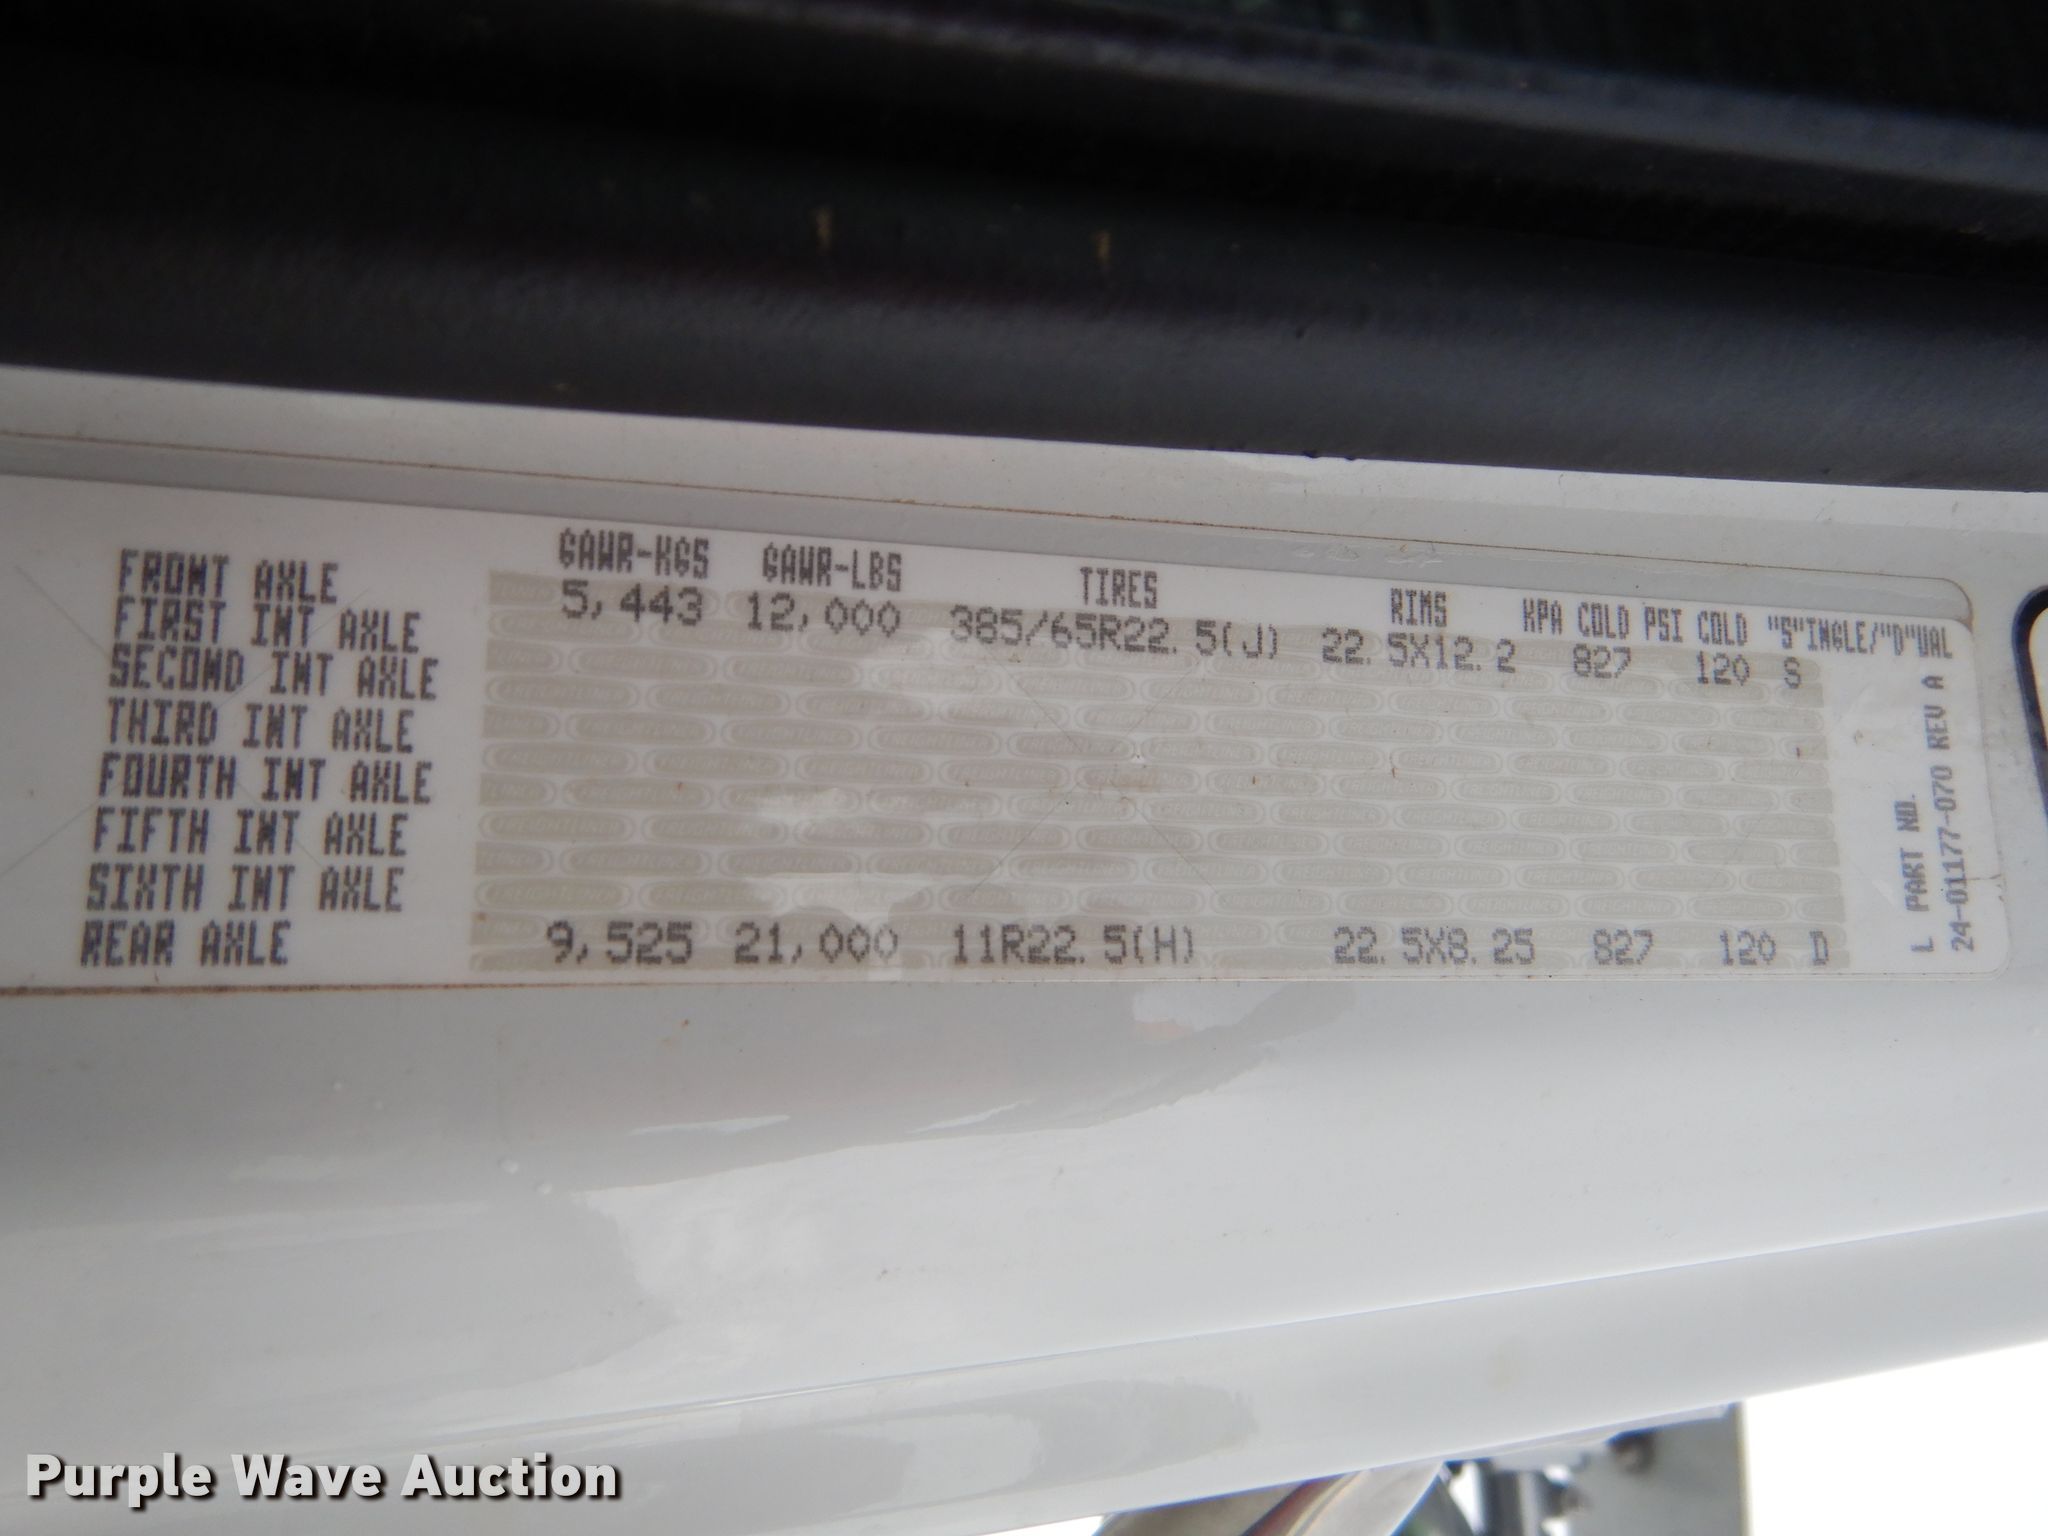 GAWR-KGS GAWR-LBS TIRES RIMS KPA COLD PSI COLD "S"INGLE/"D"UAL
FRONT AXLE 5,443 12,000 385/65R22.5(J) 22.5X12.2 827 120 S
FIRST INT AXLE
SECOND INT AXLE
THIRD INT AXLE
FOURTH INT AXLE
FIFTH INT AXLE
SIXTH INT AXLE
REAR AXLE 9,525 21,000 11R22.5(H) 22.5X8.25 827 120 D
L PART NO.
24-01177-070 REV A
FREIGHTLINER
Purple Wave Auction